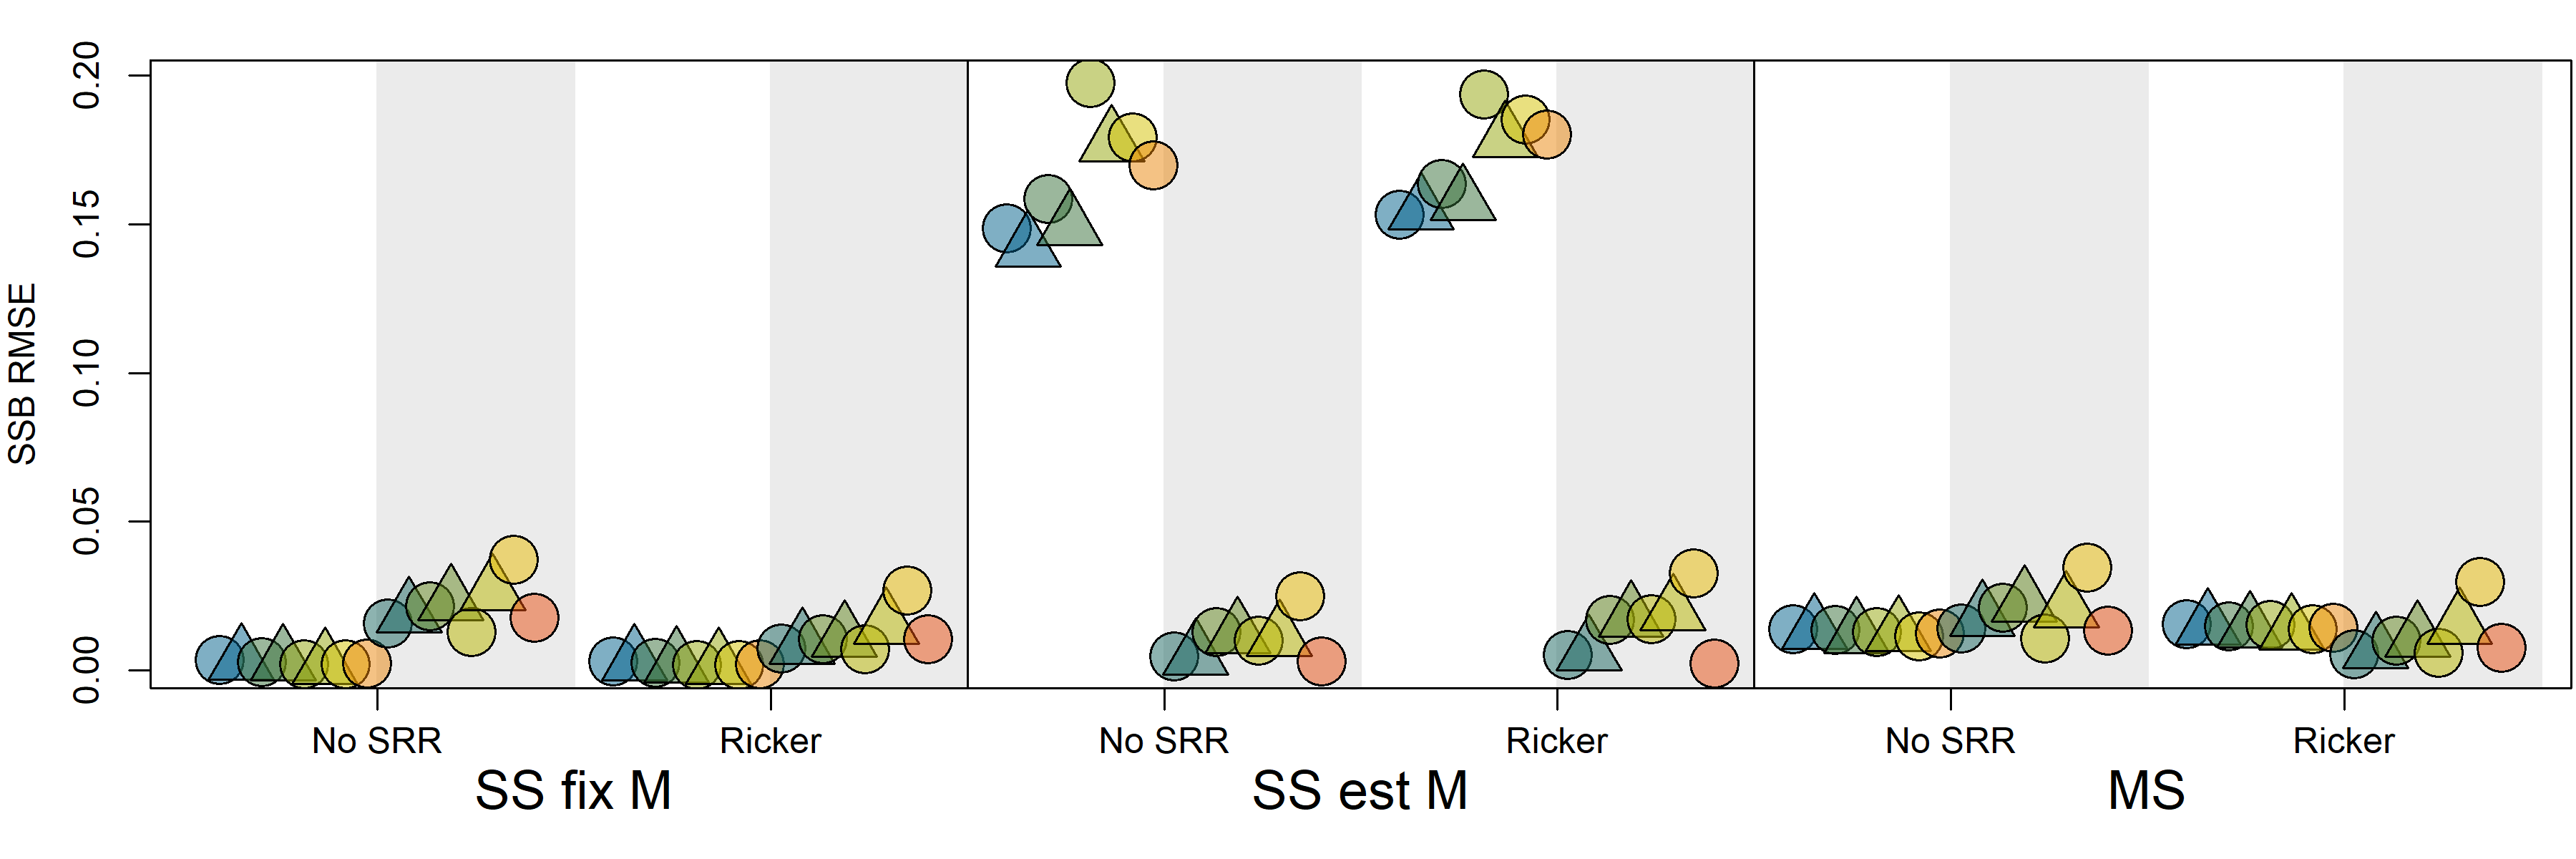 SSB RMSE
0.20
0.15
0.10
0.05
0.00
No SRR
Ricker
No SRR
Ricker
No SRR
Ricker
SS fix M
SS est M
MS